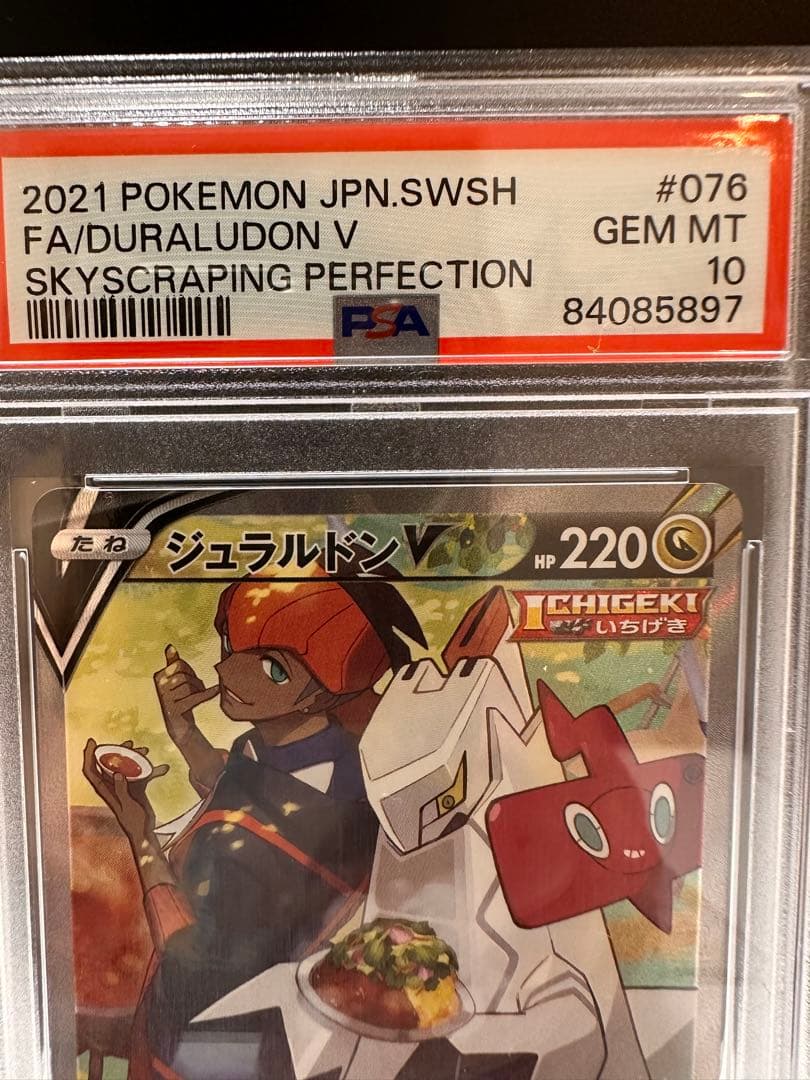 2021 POKEMON JPN.SWSH #076
FA/DURALUDON V GEM MT
SKYSCRAPING PERFECTION 10
PSA 84085897
たね ジュラルドンV HP 220
ICHIGEKI
いちげき